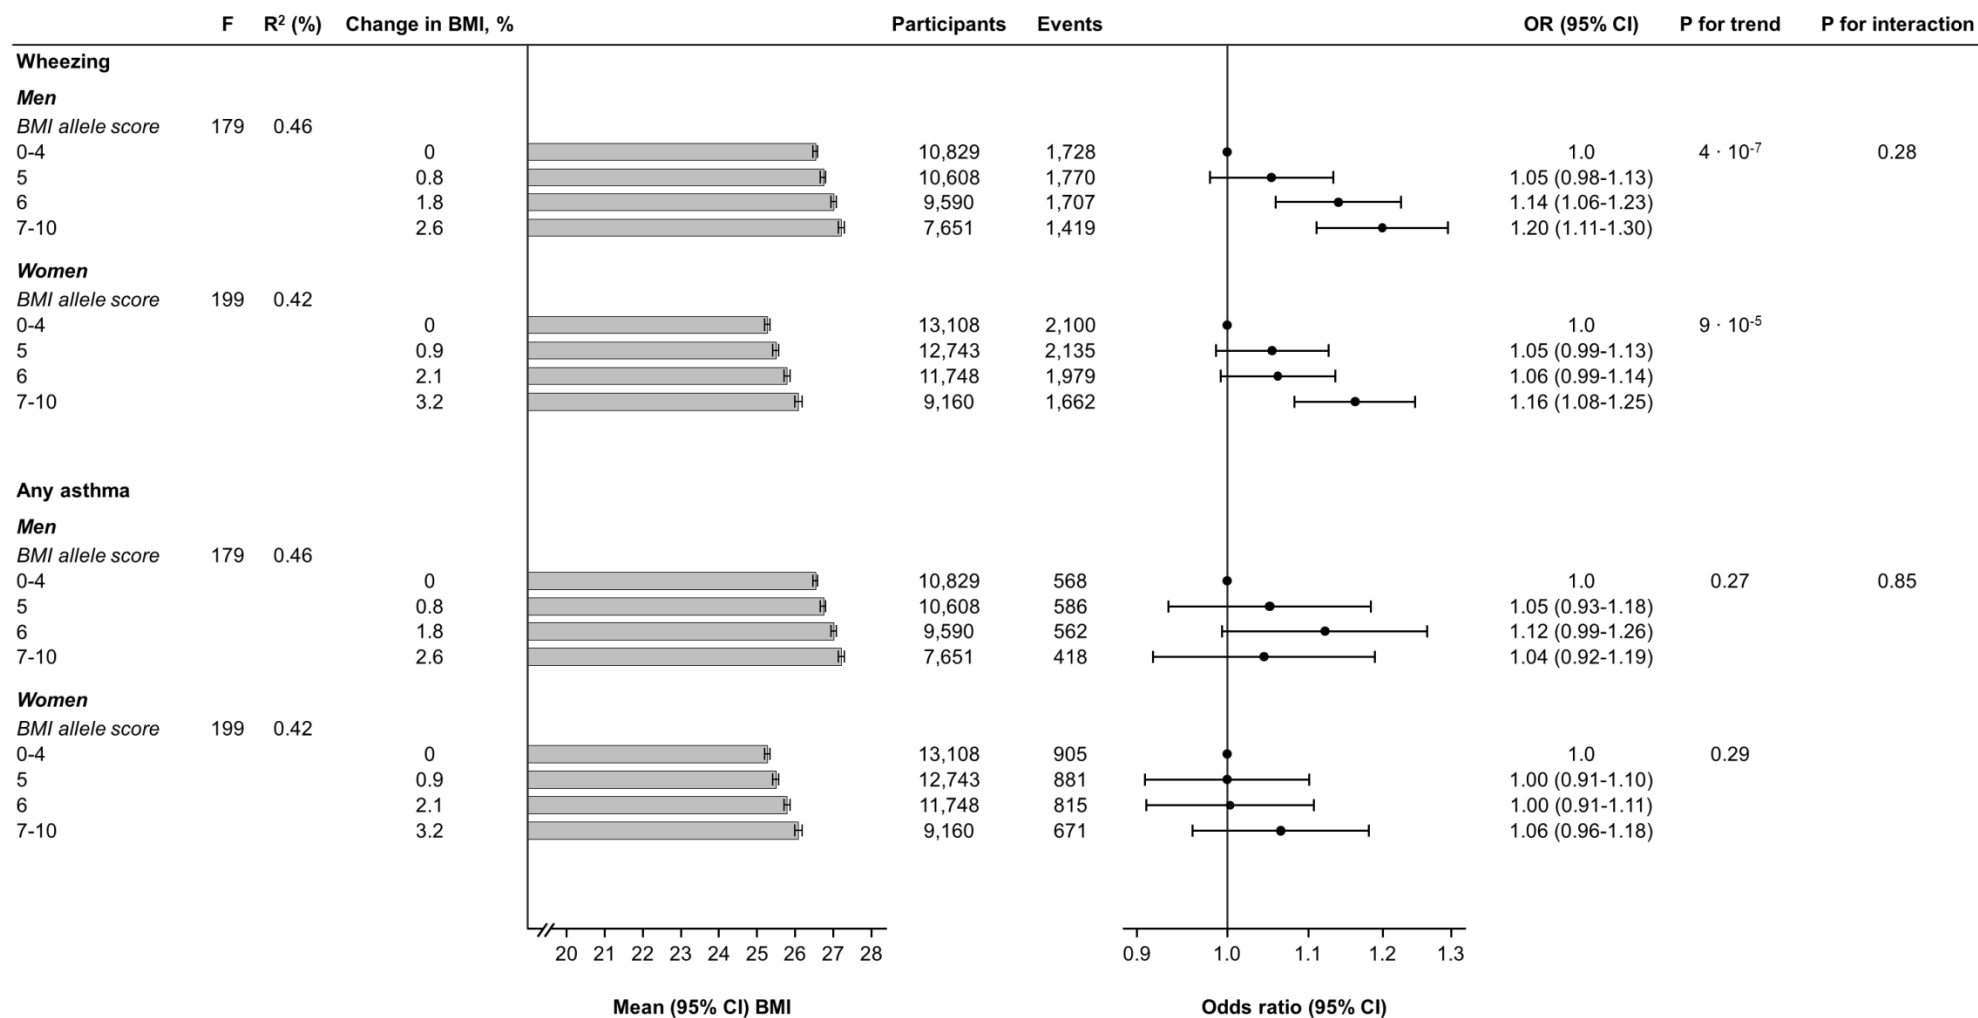 F R² (%) Change in BMI, % Participants Events OR (95% CI) P for trend P for interaction
Wheezing
Men
BMI allele score 179 0.46
0-4 0 10,829 1,728 1.0 4 · 10⁻⁷ 0.28
5 0.8 10,608 1,770 1.05 (0.98-1.13)
6 1.8 9,590 1,707 1.14 (1.06-1.23)
7-10 2.6 7,651 1,419 1.20 (1.11-1.30)
Women
BMI allele score 199 0.42
0-4 0 13,108 2,100 1.0 9 · 10⁻⁵
5 0.9 12,743 2,135 1.05 (0.99-1.13)
6 2.1 11,748 1,979 1.06 (0.99-1.14)
7-10 3.2 9,160 1,662 1.16 (1.08-1.25)
Any asthma
Men
BMI allele score 179 0.46
0-4 0 10,829 568 1.0 0.27 0.85
5 0.8 10,608 586 1.05 (0.93-1.18)
6 1.8 9,590 562 1.12 (0.99-1.26)
7-10 2.6 7,651 418 1.04 (0.92-1.19)
Women
BMI allele score 199 0.42
0-4 0 13,108 905 1.0 0.29
5 0.9 12,743 881 1.00 (0.91-1.10)
6 2.1 11,748 815 1.00 (0.91-1.11)
7-10 3.2 9,160 671 1.06 (0.96-1.18)
20 21 22 23 24 25 26 27 28 0.9 1.0 1.1 1.2 1.3
Mean (95% CI) BMI Odds ratio (95% CI)